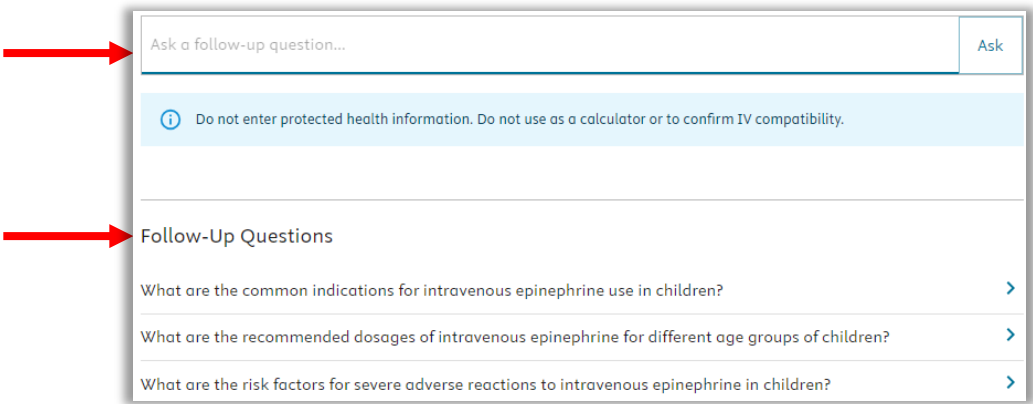 Ask a follow-up question...
Ask
Do not enter protected health information. Do not use as a calculator or to confirm IV compatibility.
Follow-Up Questions
What are the common indications for intravenous epinephrine use in children?
What are the recommended dosages of intravenous epinephrine for different age groups of children?
What are the risk factors for severe adverse reactions to intravenous epinephrine in children?